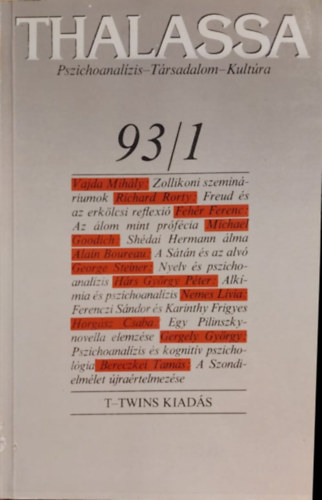 THALASSA
Pszichoanalízis–Társadalom–Kultúra
93/1
Vajda Mihály: Zollikoni szeminá-
riumok Richard Rorty: Freud és
az erkölcsi reflexió Fehér Ferenc:
Az álom mint prófécia Michael
Goodich: Shédai Hermann álma
Alain Boureau: A Sátán és az alvó
George Steiner: Nyelv és pszicho-
analízis Hárs György Péter: Alkí-
mia és pszichoanalízis Nemes Lívia:
Ferenczi Sándor és Karinthy Frigyes
Horgász Csaba: Egy Pilinszky-
novella elemzése Gergely György:
Pszichoanalízis és kognitív pszicho-
lógia Bereczkei Tamás: A Szondi-
elmélet újraértelmezése
T–TWINS KIADÁS